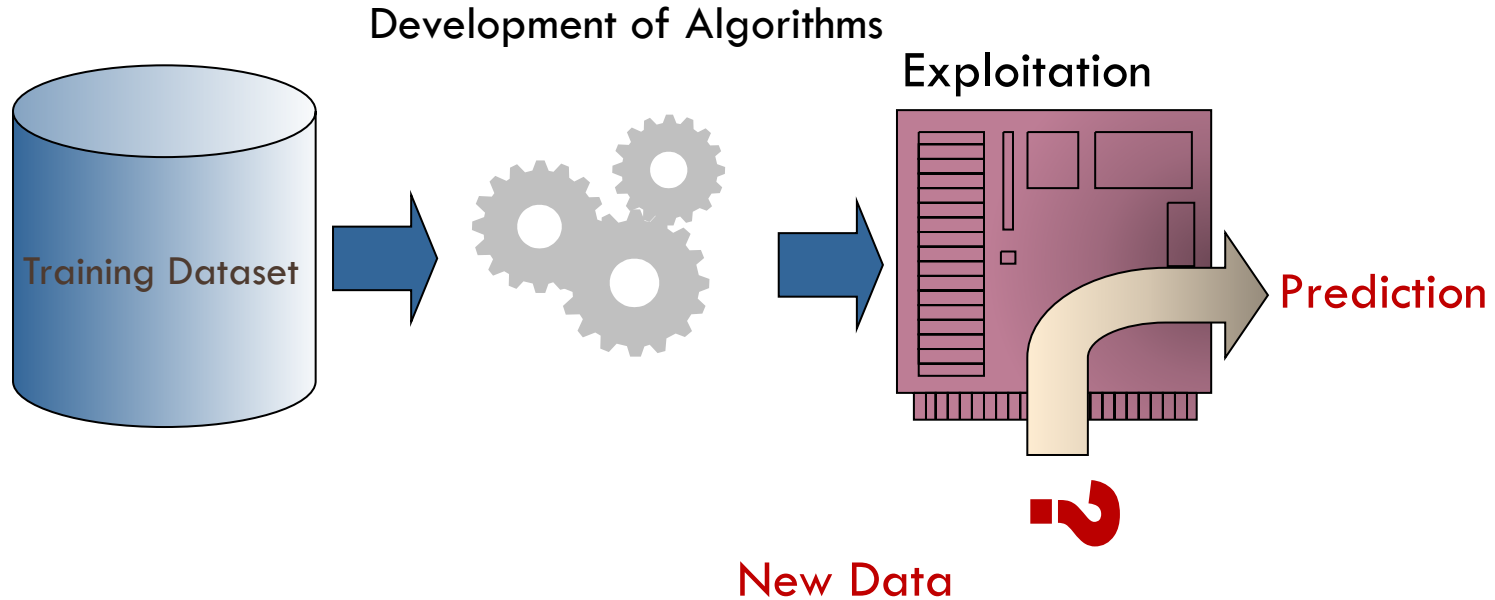 Development of Algorithms
Exploitation
Training Dataset
Prediction
?
New Data